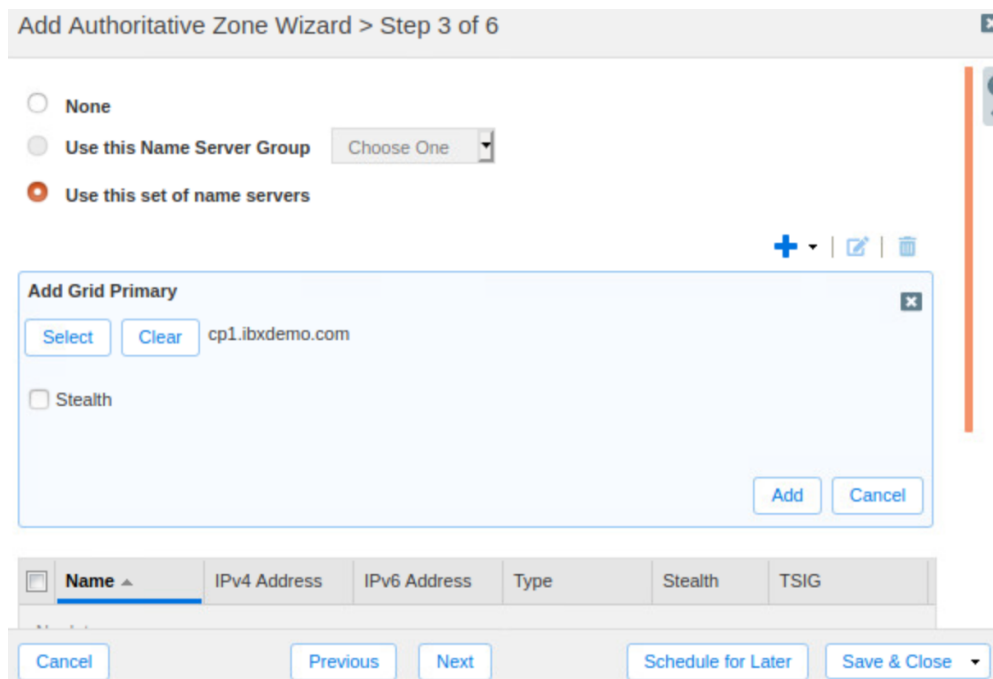 Add Authoritative Zone Wizard > Step 3 of 6
None
Use this Name Server Group Choose One
Use this set of name servers
Add Grid Primary
Select Clear cp1.ibxdemo.com
Stealth
Add Cancel
Name IPv4 Address IPv6 Address Type Stealth TSIG
Cancel Previous Next Schedule for Later Save & Close